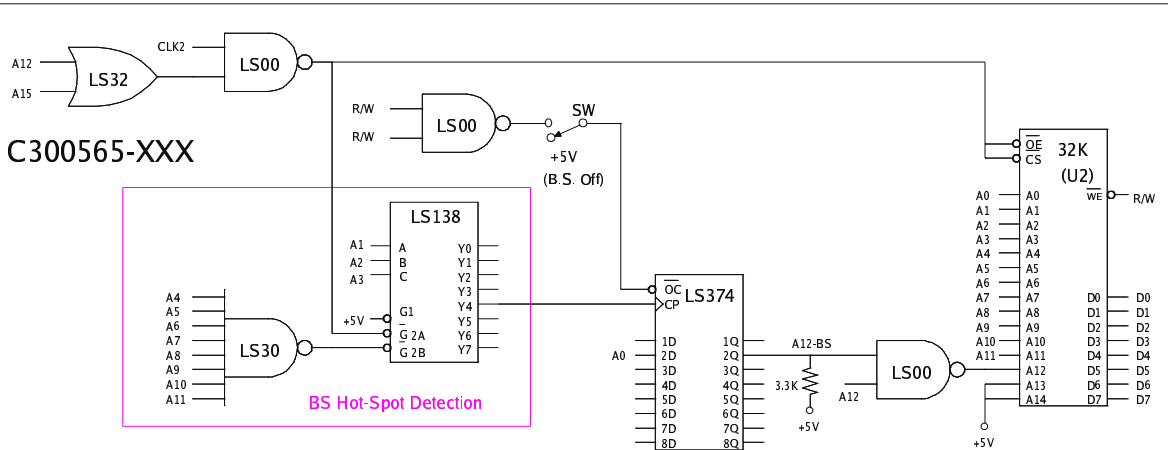 CLK2
A12
LS32
LS00
A15
C300565-XXX
R/W
R/W
LS00
SW
+5V
(B.S. Off)
LS138
A1
A2
A3
A
B
C
G1
G 2A
G 2B
+5V
Y0
Y1
Y2
Y3
Y4
Y5
Y6
Y7
A4
A5
A6
A7
A8
A9
A10
A11
LS30
BS Hot-Spot Detection
OC
LS374
CP
A0
1D
2D
3D
4D
5D
6D
7D
8D
1Q
2Q
3Q
4Q
5Q
6Q
7Q
8Q
A12-BS
3.3K
+5V
A12
LS00
OE
CS
32K
(U2)
WE
R/W
A0 A0
A1 A1
A2 A2
A3 A3
A4 A4
A5 A5
A6 A6
A7 A7 D0 D0
A8 A8 D1 D1
A9 A9 D2 D2
A10 A10 D3 D3
A11 A11 D4 D4
A12 D5 D5
A13 D6 D6
A14 D7 D7
+5V